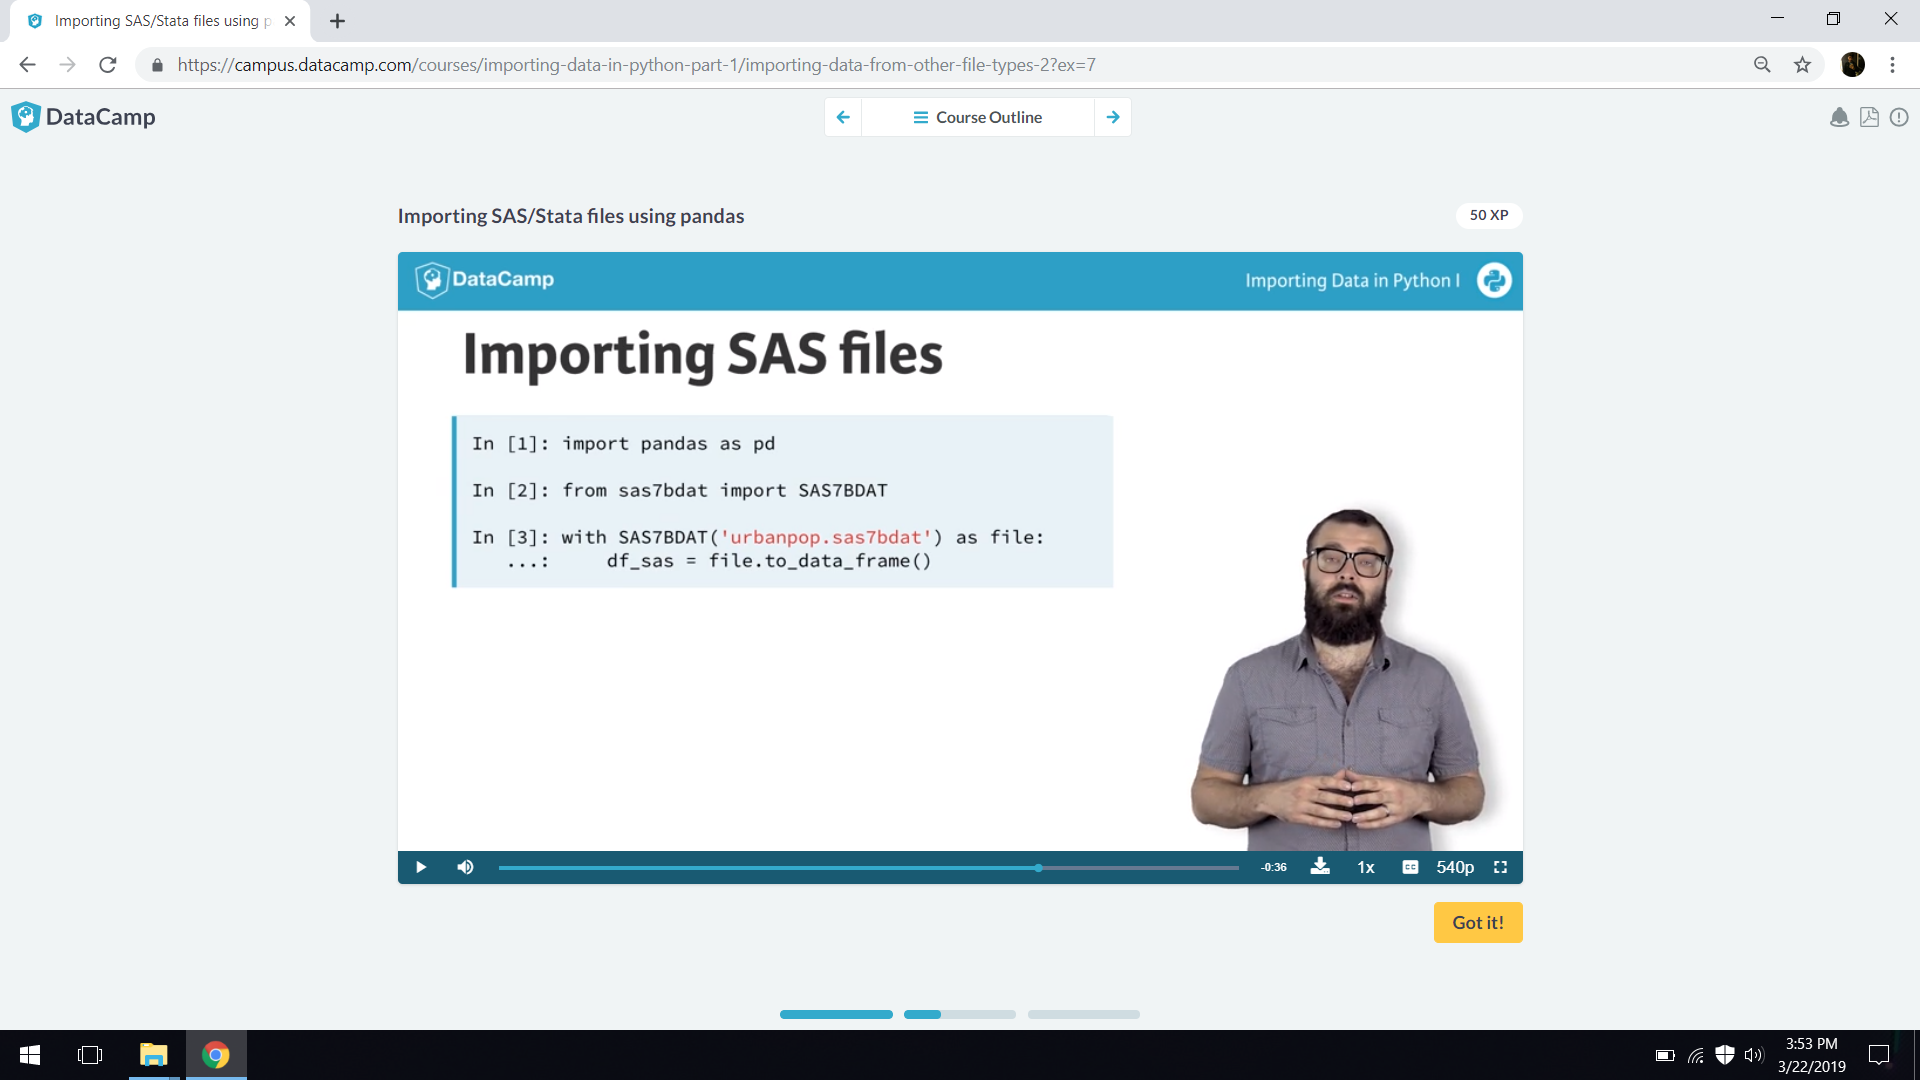 Importing SAS/Stata files using p
https://campus.datacamp.com/courses/importing-data-in-python-part-1/importing-data-from-other-file-types-2?ex=7
DataCamp
Course Outline
Importing SAS/Stata files using pandas
50 XP
DataCamp
Importing Data in Python I
Importing SAS files
In [1]: import pandas as pd
In [2]: from sas7bdat import SAS7BDAT
In [3]: with SAS7BDAT('urbanpop.sas7bdat') as file:
...: df_sas = file.to_data_frame()
-0:36
1x
CC
540p
Got it!
3:53 PM
3/22/2019